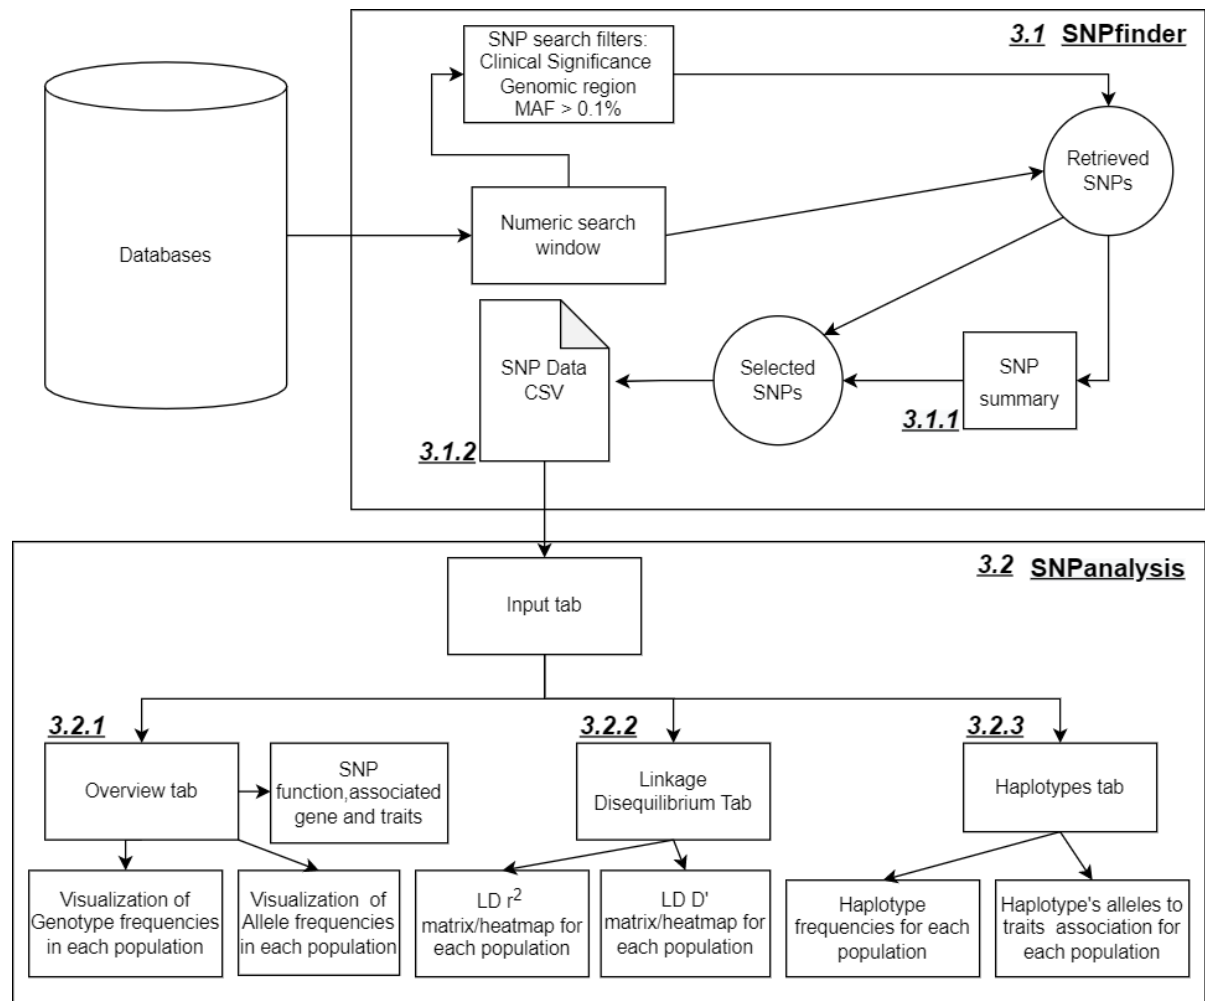 3.1 SNPfinder
SNP search filters:
Clinical Significance
Genomic region
MAF > 0.1%
Databases
Numeric search
window
Retrieved
SNPs
SNP Data
CSV
3.1.2
Selected
SNPs
SNP
summary
3.1.1
3.2 SNPanalysis
Input tab
3.2.1
Overview tab
SNP
function,associated
gene and traits
Visualization of
Genotype frequencies
in each population
Visualization of
Allele frequencies
in each population
3.2.2
Linkage
Disequilibrium Tab
LD r²
matrix/heatmap for
each population
LD D'
matrix/heatmap for
each population
3.2.3
Haplotypes tab
Haplotype
frequencies for each
population
Haplotype's alleles to
traits association for
each population